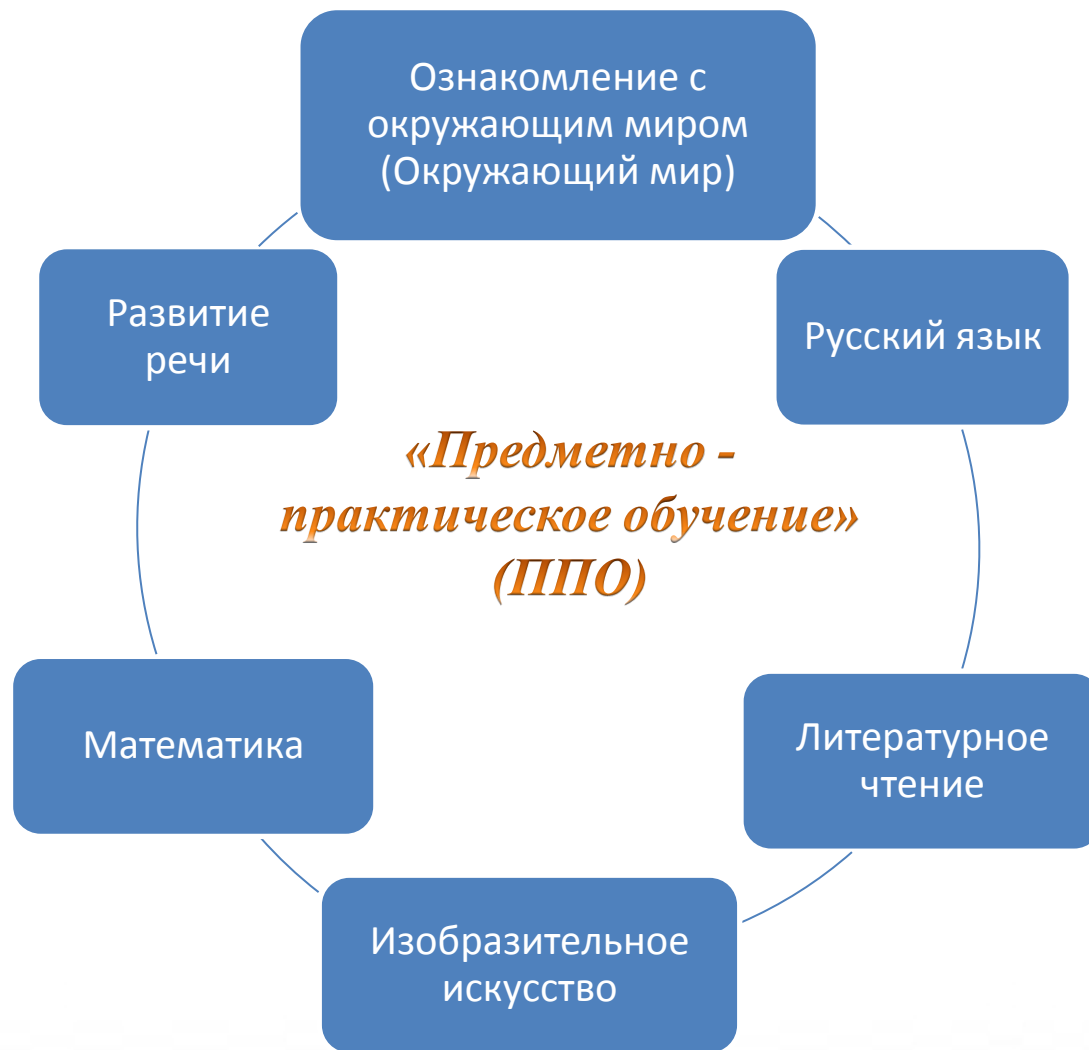 Ознакомление с
окружающим миром
(Окружающий мир)
Развитие
речи
Русский язык
«Предметно -
практическое обучение»
(ППО)
Математика
Литературное
чтение
Изобразительное
искусство